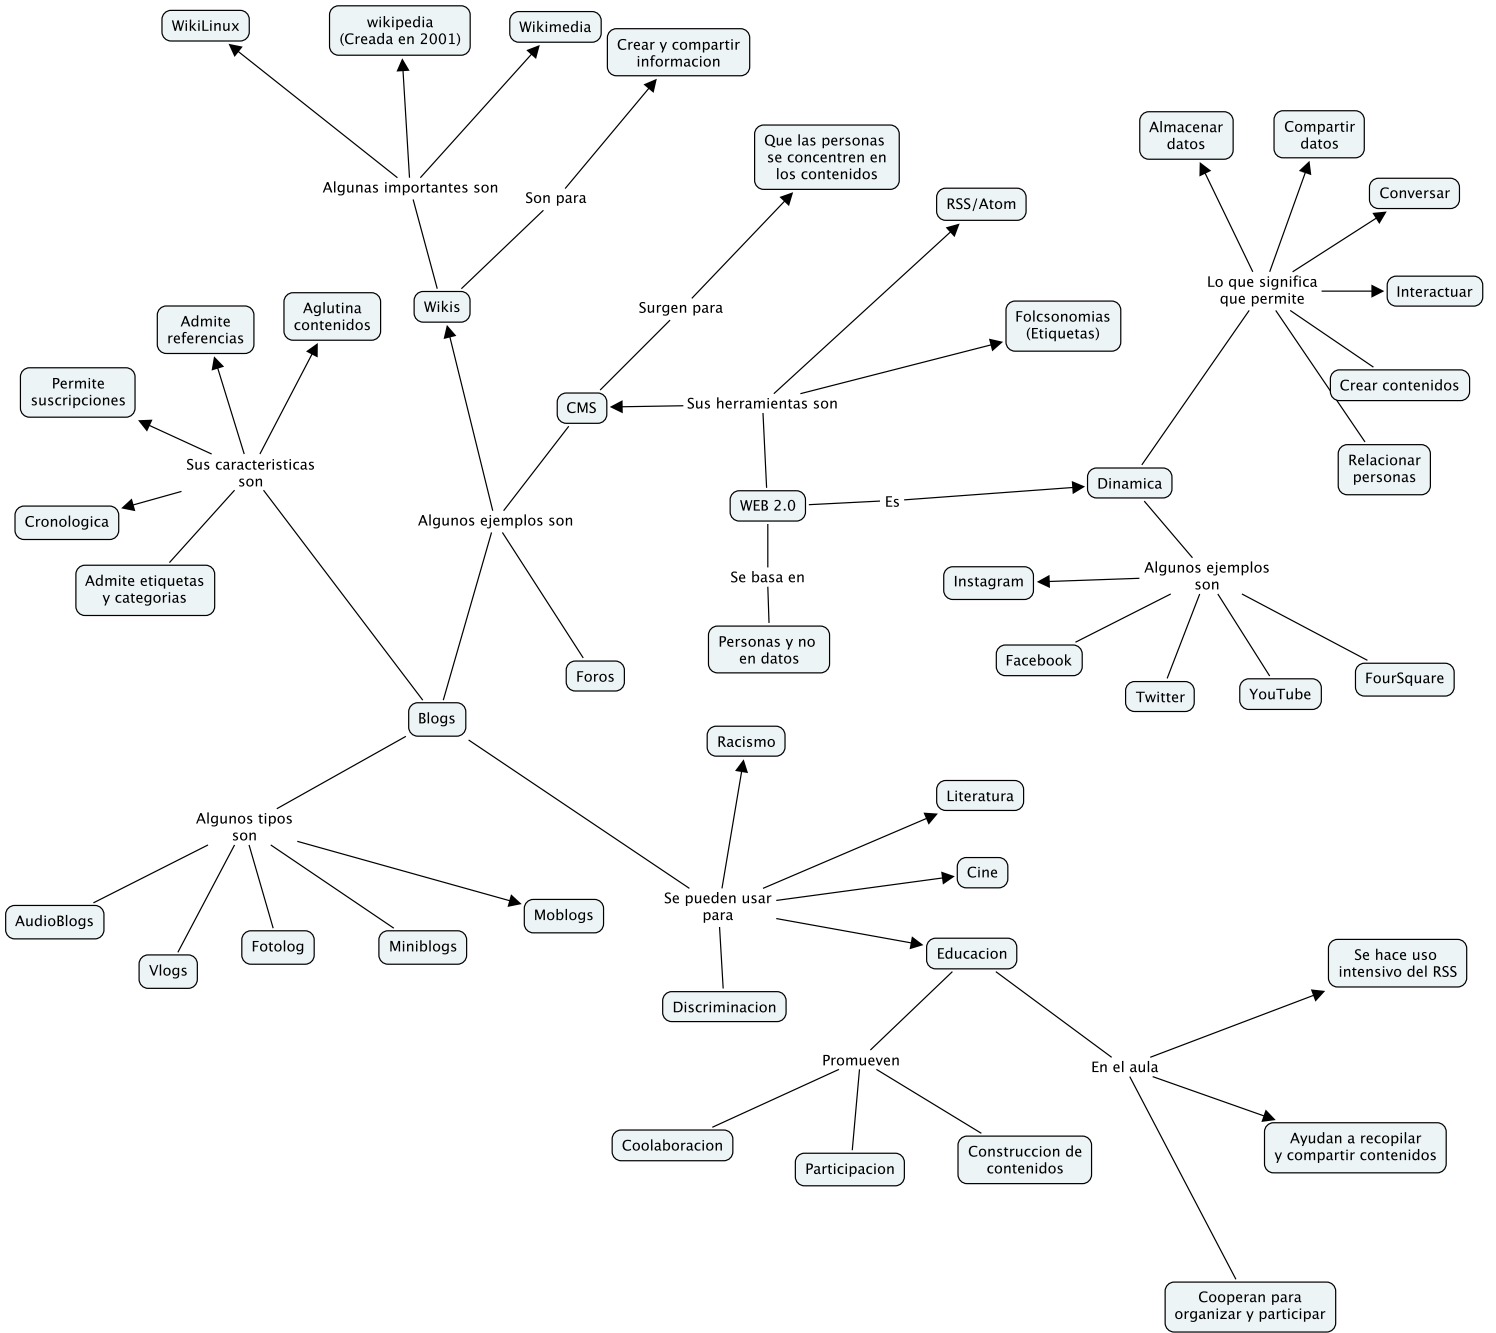 WikiLinux
wikipedia
(Creada en 2001)
Wikimedia
Crear y compartir
informacion
Algunas importantes son
Son para
Que las personas
se concentren en
los contenidos
RSS/Atom
Almacenar
datos
Compartir
datos
Conversar
Lo que significa
que permite
Interactuar
Crear contenidos
Relacionar
personas
Aglutina
contenidos
Admite
referencias
Permite
suscripciones
Wikis
Surgen para
Folcsonomias
(Etiquetas)
CMS
Sus herramientas son
Sus caracteristicas
son
Cronologica
Admite etiquetas
y categorias
Algunos ejemplos son
WEB 2.0
Es
Dinamica
Se basa en
Personas y no
en datos
Algunos ejemplos
son
Instagram
Facebook
Twitter
YouTube
FourSquare
Foros
Blogs
Racismo
Literatura
Cine
Algunos tipos
son
AudioBlogs
Vlogs
Fotolog
Miniblogs
Moblogs
Se pueden usar
para
Educacion
Discriminacion
Promueven
Coolaboracion
Participacion
Construccion de
contenidos
En el aula
Se hace uso
intensivo del RSS
Ayudan a recopilar
y compartir contenidos
Cooperan para
organizar y participar